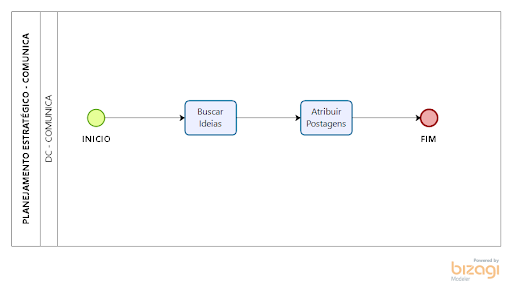 PLANEJAMENTO ESTRATÉGICO - COMUNICA
DC - COMUNICA
INICIO
Buscar
Ideias
Atribuir
Postagens
FIM
Powered by
bizagi
Modeler